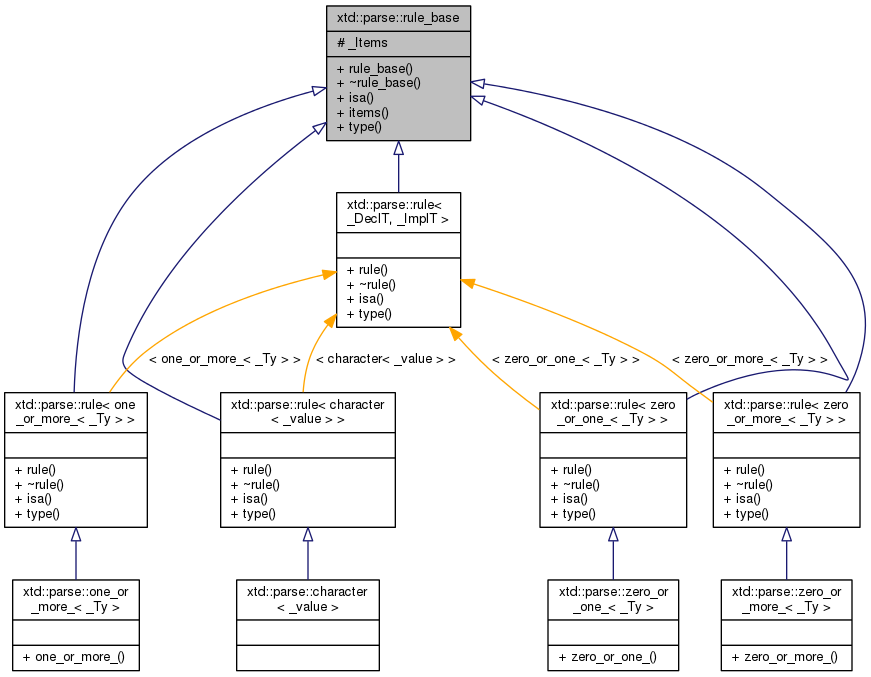 xtd::parse::rule_base
# _Items
+ rule_base()
+ ~rule_base()
+ isa()
+ items()
+ type()
xtd::parse::rule<
_DeclT, _ImplT >
+ rule()
+ ~rule()
+ isa()
+ type()
< one_or_more_< _Ty > >
< character< _value > >
< zero_or_one_< _Ty > >
< zero_or_more_< _Ty > >
xtd::parse::rule< one
_or_more_< _Ty > >
+ rule()
+ ~rule()
+ isa()
+ type()
xtd::parse::rule< character
< _value > >
+ rule()
+ ~rule()
+ isa()
+ type()
xtd::parse::rule< zero
_or_one_< _Ty > >
+ rule()
+ ~rule()
+ isa()
+ type()
xtd::parse::rule< zero
_or_more_< _Ty > >
+ rule()
+ ~rule()
+ isa()
+ type()
xtd::parse::one_or
_more_< _Ty >
+ one_or_more_()
xtd::parse::character
< _value >
xtd::parse::zero_or
_one_< _Ty >
+ zero_or_one_()
xtd::parse::zero_or
_more_< _Ty >
+ zero_or_more_()